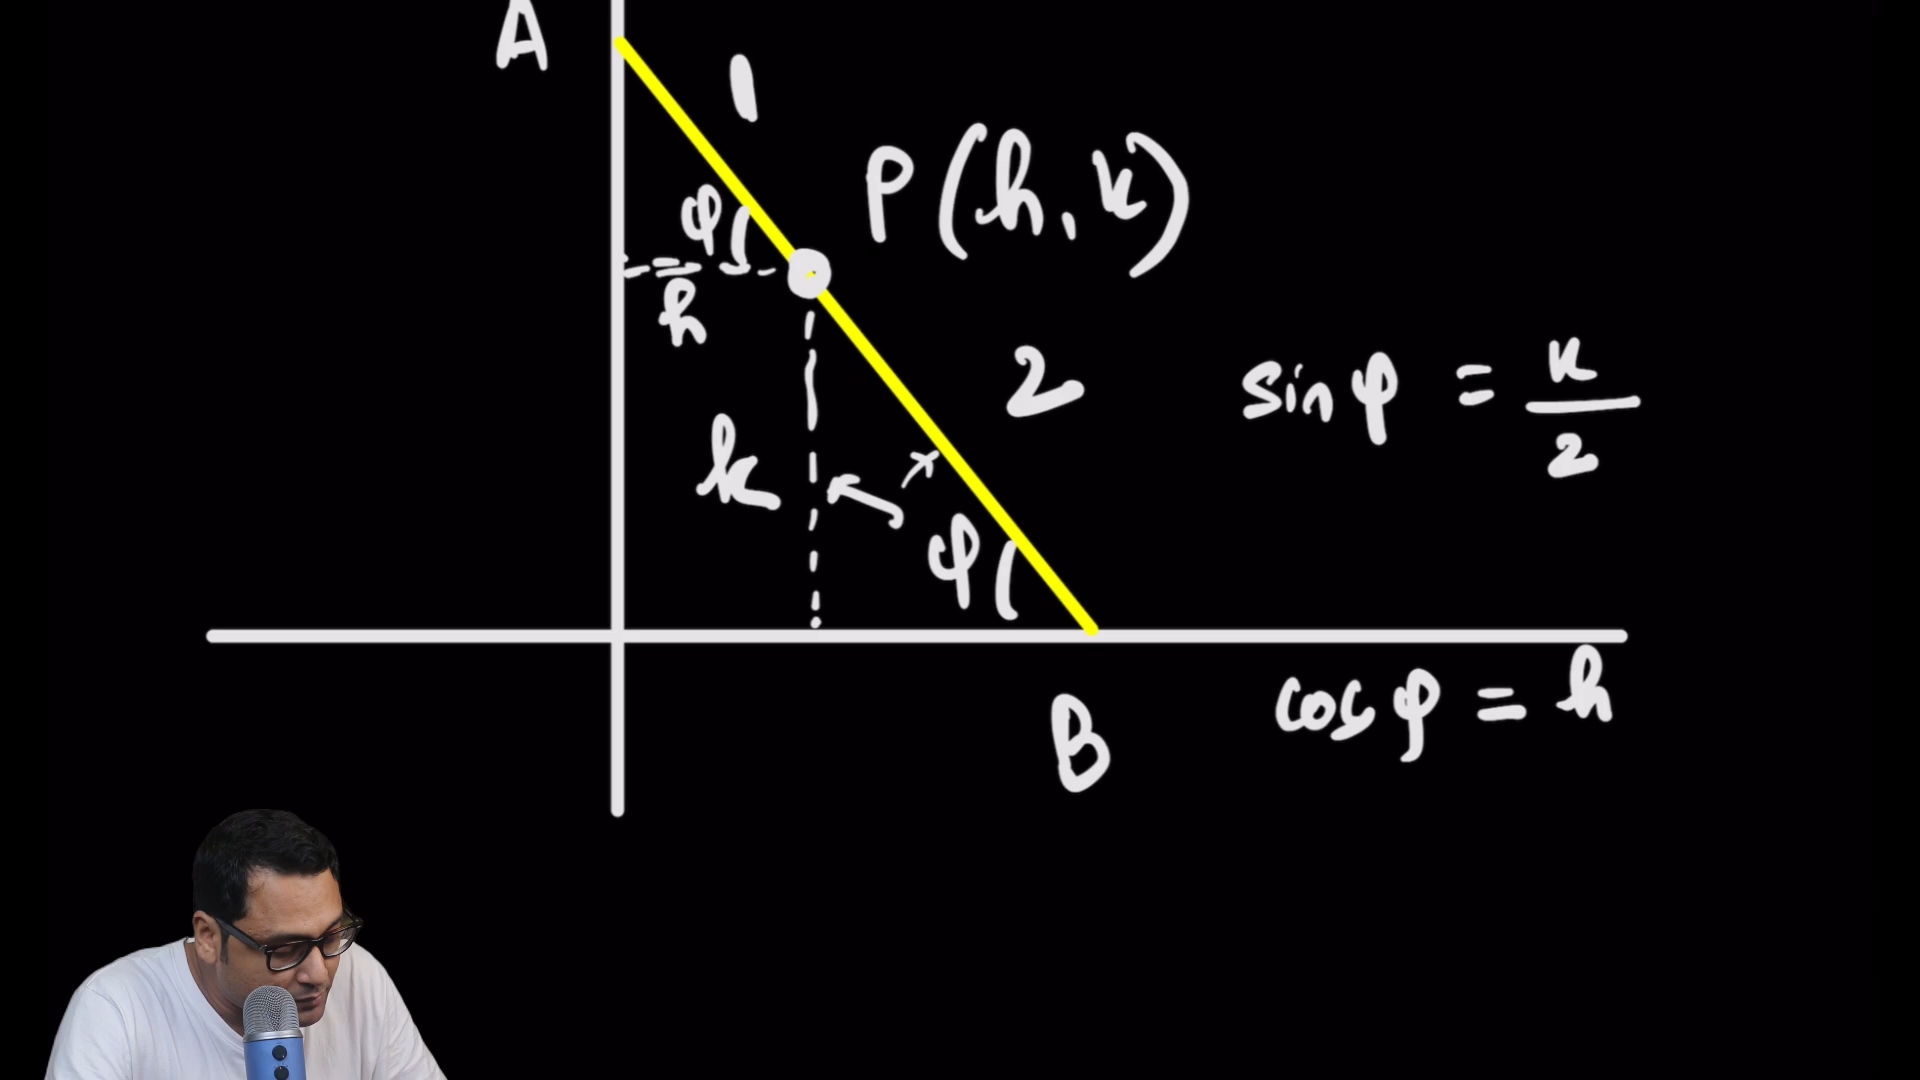 A
1
P(h, k)
φ
h
2
k
sin φ = k/2
φ
B
cos φ = h